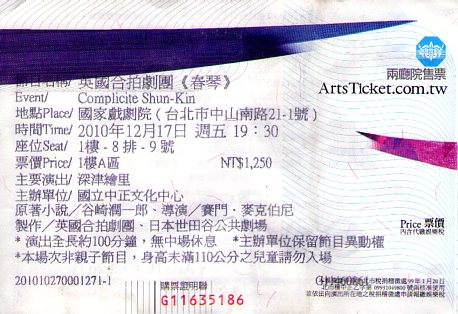 兩廳院售票
ArtsTicket.com.tw
節目名稱/ 英國合拍劇團《春琴》
Event/ Complicite Shun-Kin
地點Place/ 國家戲劇院 ( 台北市中山南路21-1號 )
時間Time/ 2010年12月17日 週五 19 : 30
座位Seat/ 1樓 - 8 排 - 9 號
票價Price/ 1樓A區 NT$1,250
主要演出/ 深津繪里
主辦單位/ 國立中正文化中心
原著小說／谷崎潤一郎、導演／賽門‧麥克伯尼
製作／英國合拍劇團、日本世田谷公共劇場
* 演出全長約100分鐘，無中場休息 *主辦單位保留節目異動權
*本場次非親子節目，身高未滿110公分之兒童請勿入場
Price 票價
內含代繳娛樂稅
201010270001271-1
購票證明聯
G11635186